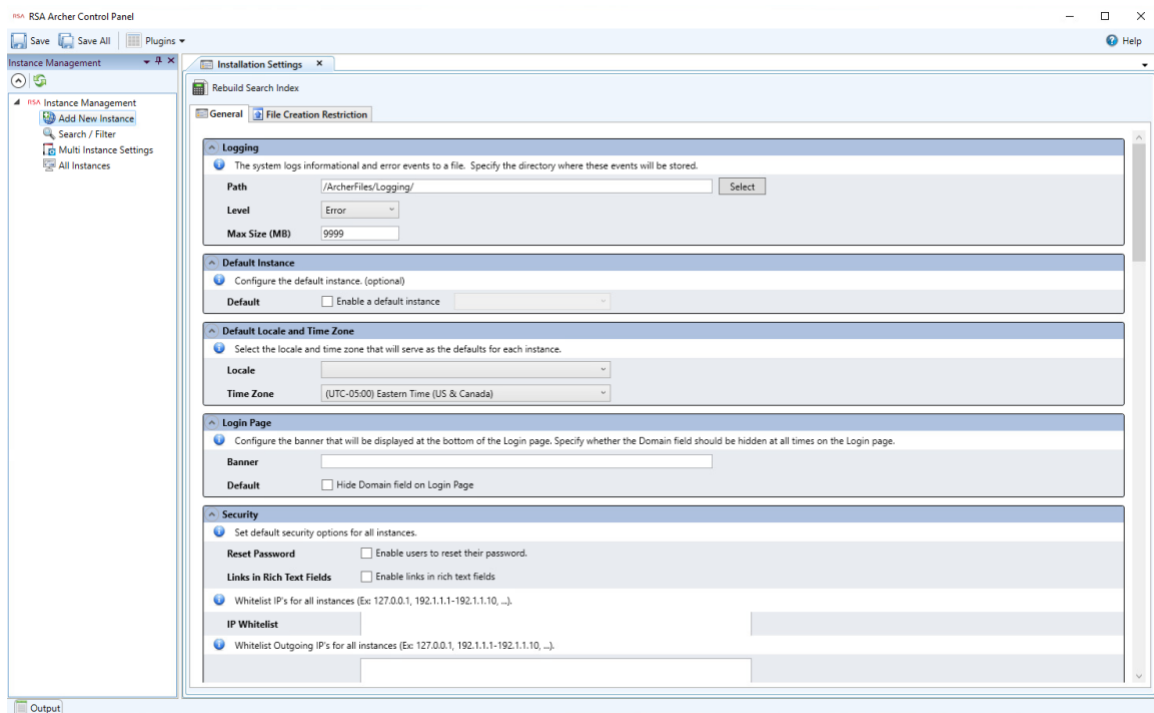 RSA RSA Archer Control Panel
Save Save All Plugins Help
Instance Management
Installation Settings
RSA Instance Management
Add New Instance
Search / Filter
Multi Instance Settings
All Instances
Rebuild Search Index
General File Creation Restriction
Logging
The system logs informational and error events to a file. Specify the directory where these events will be stored.
Path /ArcherFiles/Logging/ Select
Level Error
Max Size (MB) 9999
Default Instance
Configure the default instance. (optional)
Default Enable a default instance
Default Locale and Time Zone
Select the locale and time zone that will serve as the defaults for each instance.
Locale
Time Zone (UTC-05:00) Eastern Time (US & Canada)
Login Page
Configure the banner that will be displayed at the bottom of the Login page. Specify whether the Domain field should be hidden at all times on the Login page.
Banner
Default Hide Domain field on Login Page
Security
Set default security options for all instances.
Reset Password Enable users to reset their password.
Links in Rich Text Fields Enable links in rich text fields
Whitelist IP's for all instances (Ex: 127.0.0.1, 192.1.1.1-192.1.1.10, ...).
IP Whitelist
Whitelist Outgoing IP's for all instances (Ex: 127.0.0.1, 192.1.1.1-192.1.1.10, ...).
Output